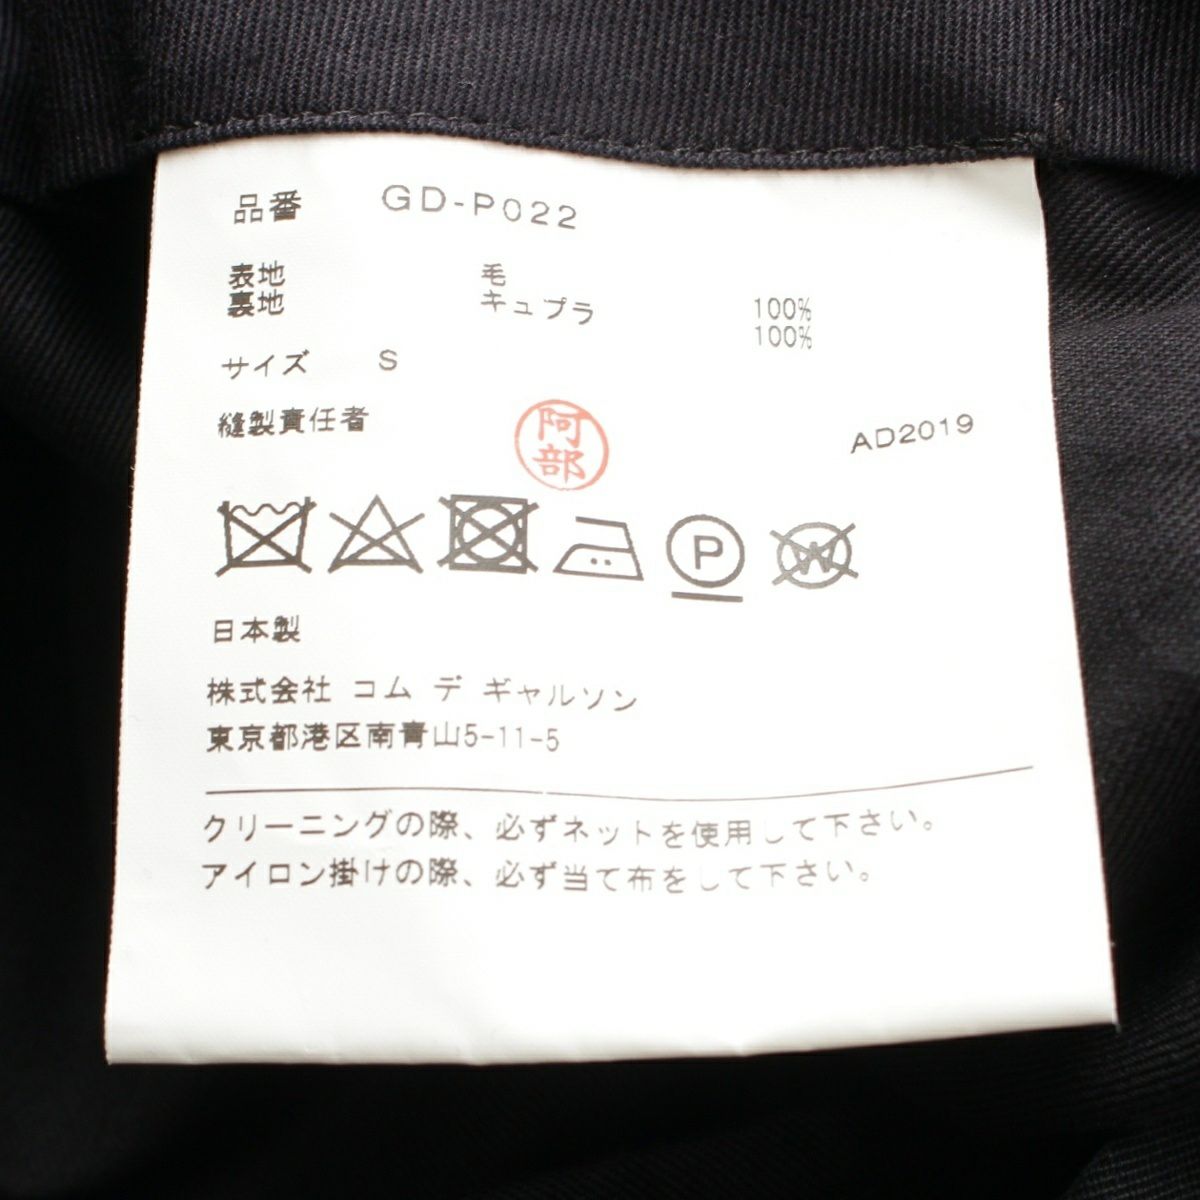 品番 GD-P022
表地 毛 100%
裏地 キュプラ 100%
サイズ S
縫製責任者 阿部 AD2019
P
W
日本製
株式会社 コム デ ギャルソン
東京都港区南青山5-11-5
クリーニングの際、必ずネットを使用して下さい。
アイロン掛けの際、必ず当て布をして下さい。